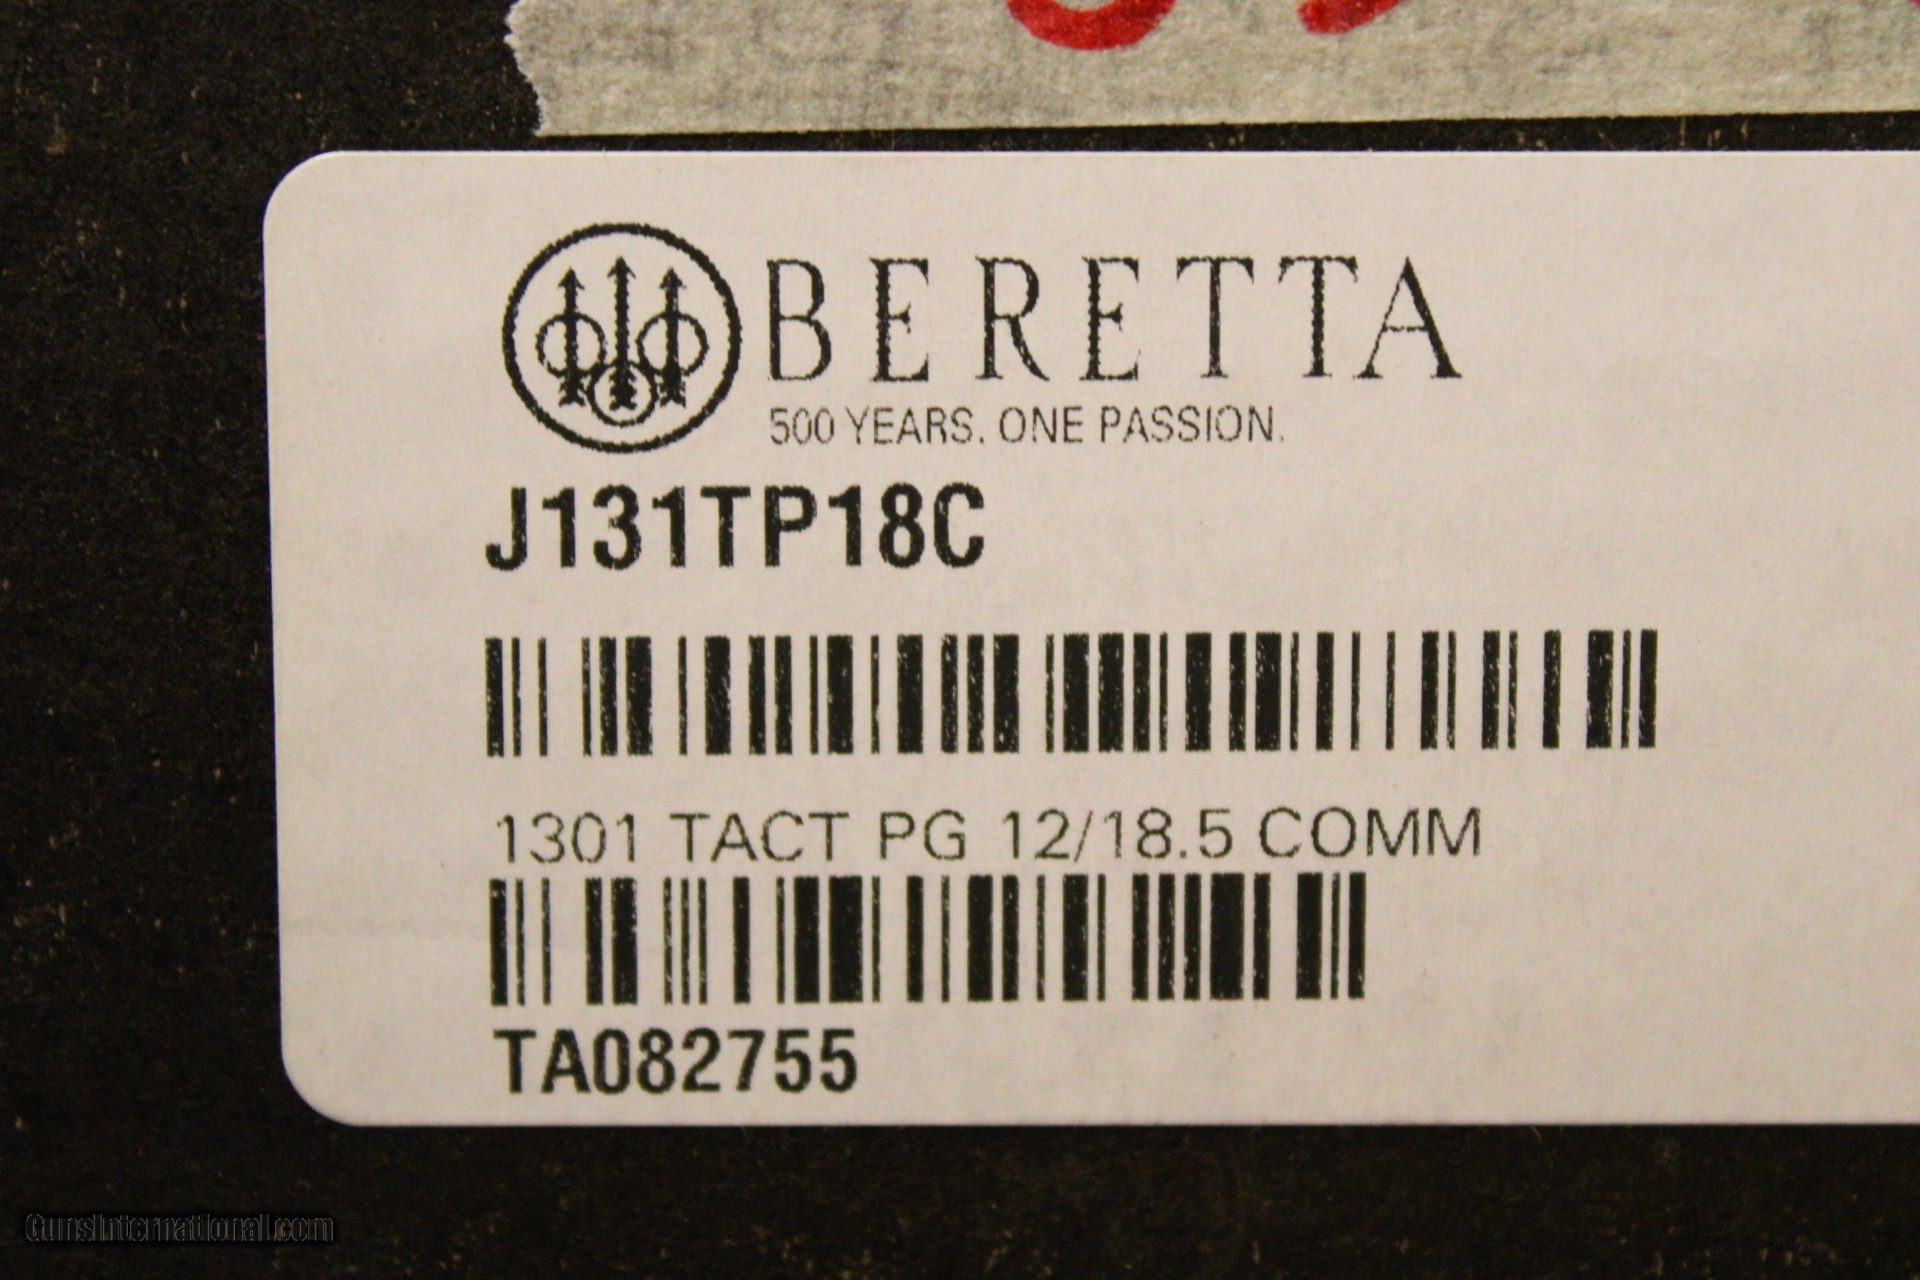 BERETTA
500 YEARS. ONE PASSION.
J131TP18C
1301 TACT PG 12/18.5 COMM
TA082755
GunsInternational.com